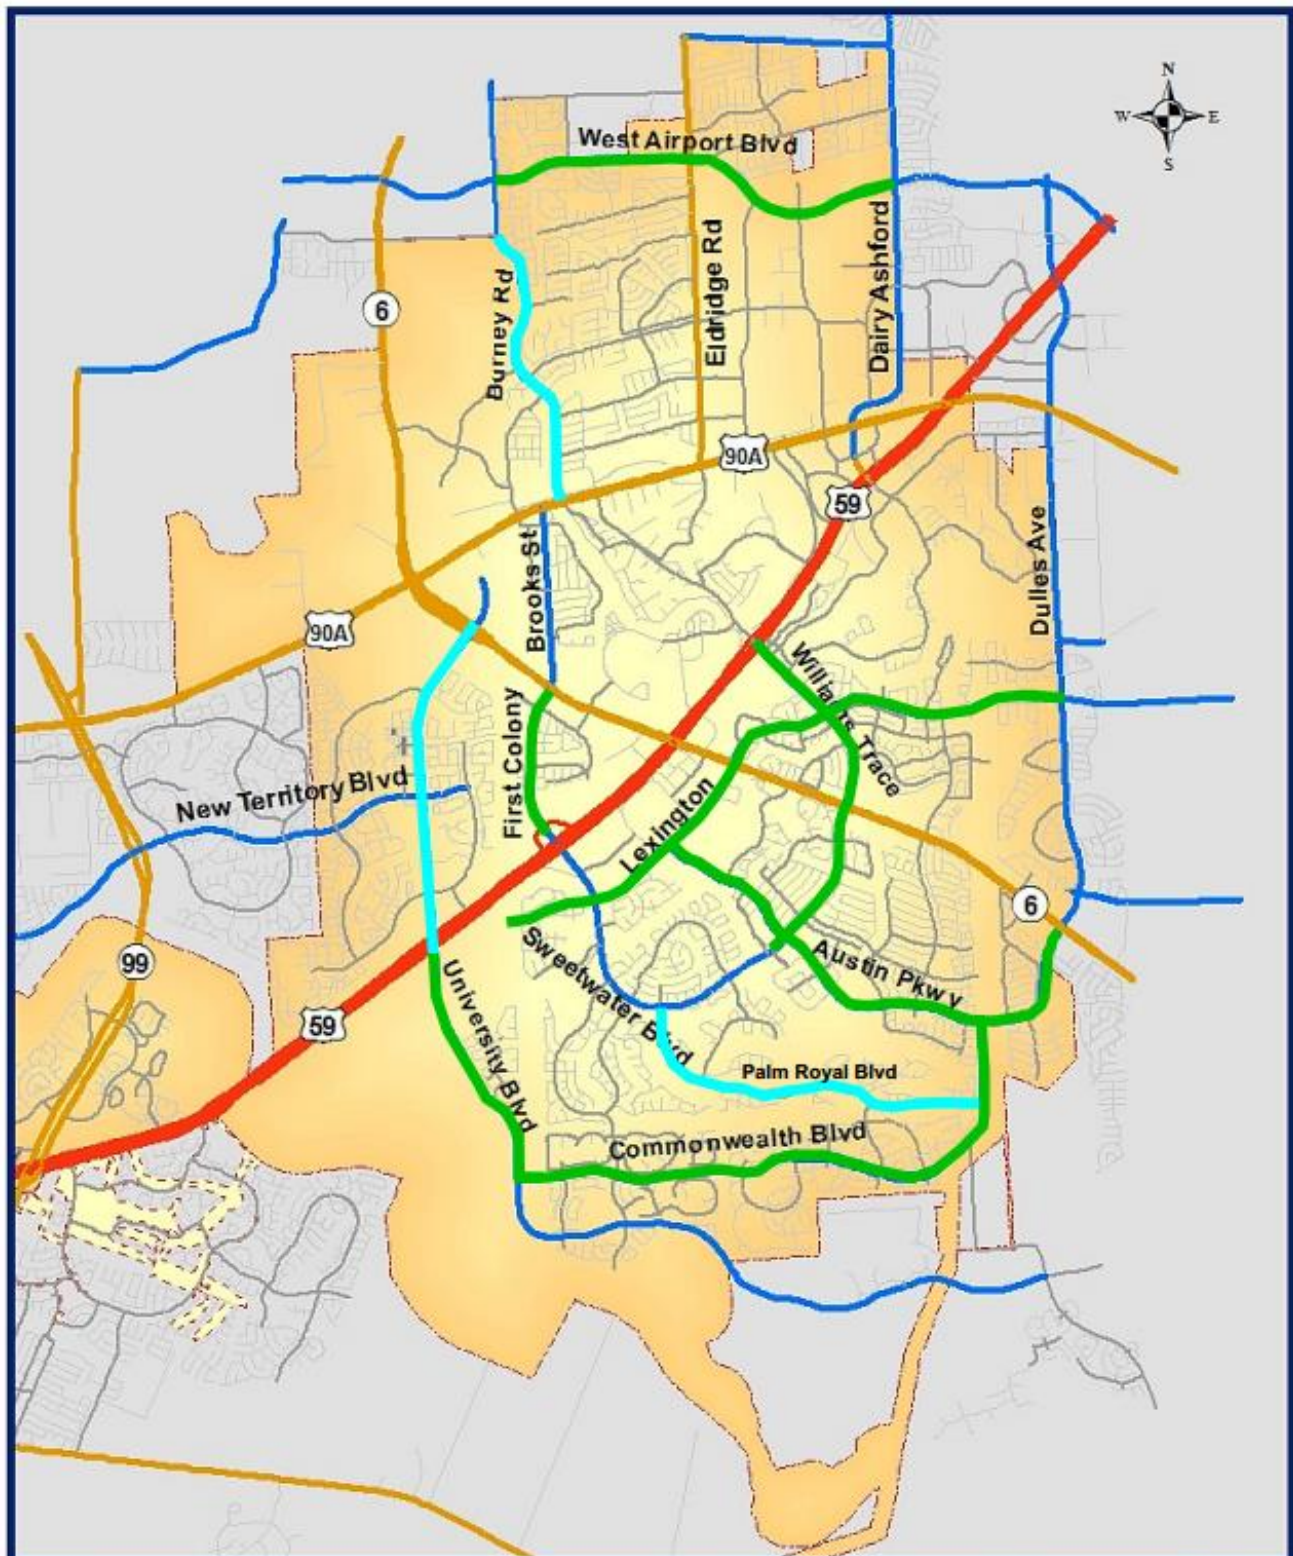 N
W E
S
West Airport Blvd
Burney Rd
Eldridge Rd
Dairy Ashford
6
90A
59
Brooks St
Dulles Ave
90A
Williams Trace
First Colony
New Territory Blvd
Lexington
6
Sweetwater Blvd
Austin Pkwy
99
59
University Blvd
Palm Royal Blvd
Commonwealth Blvd